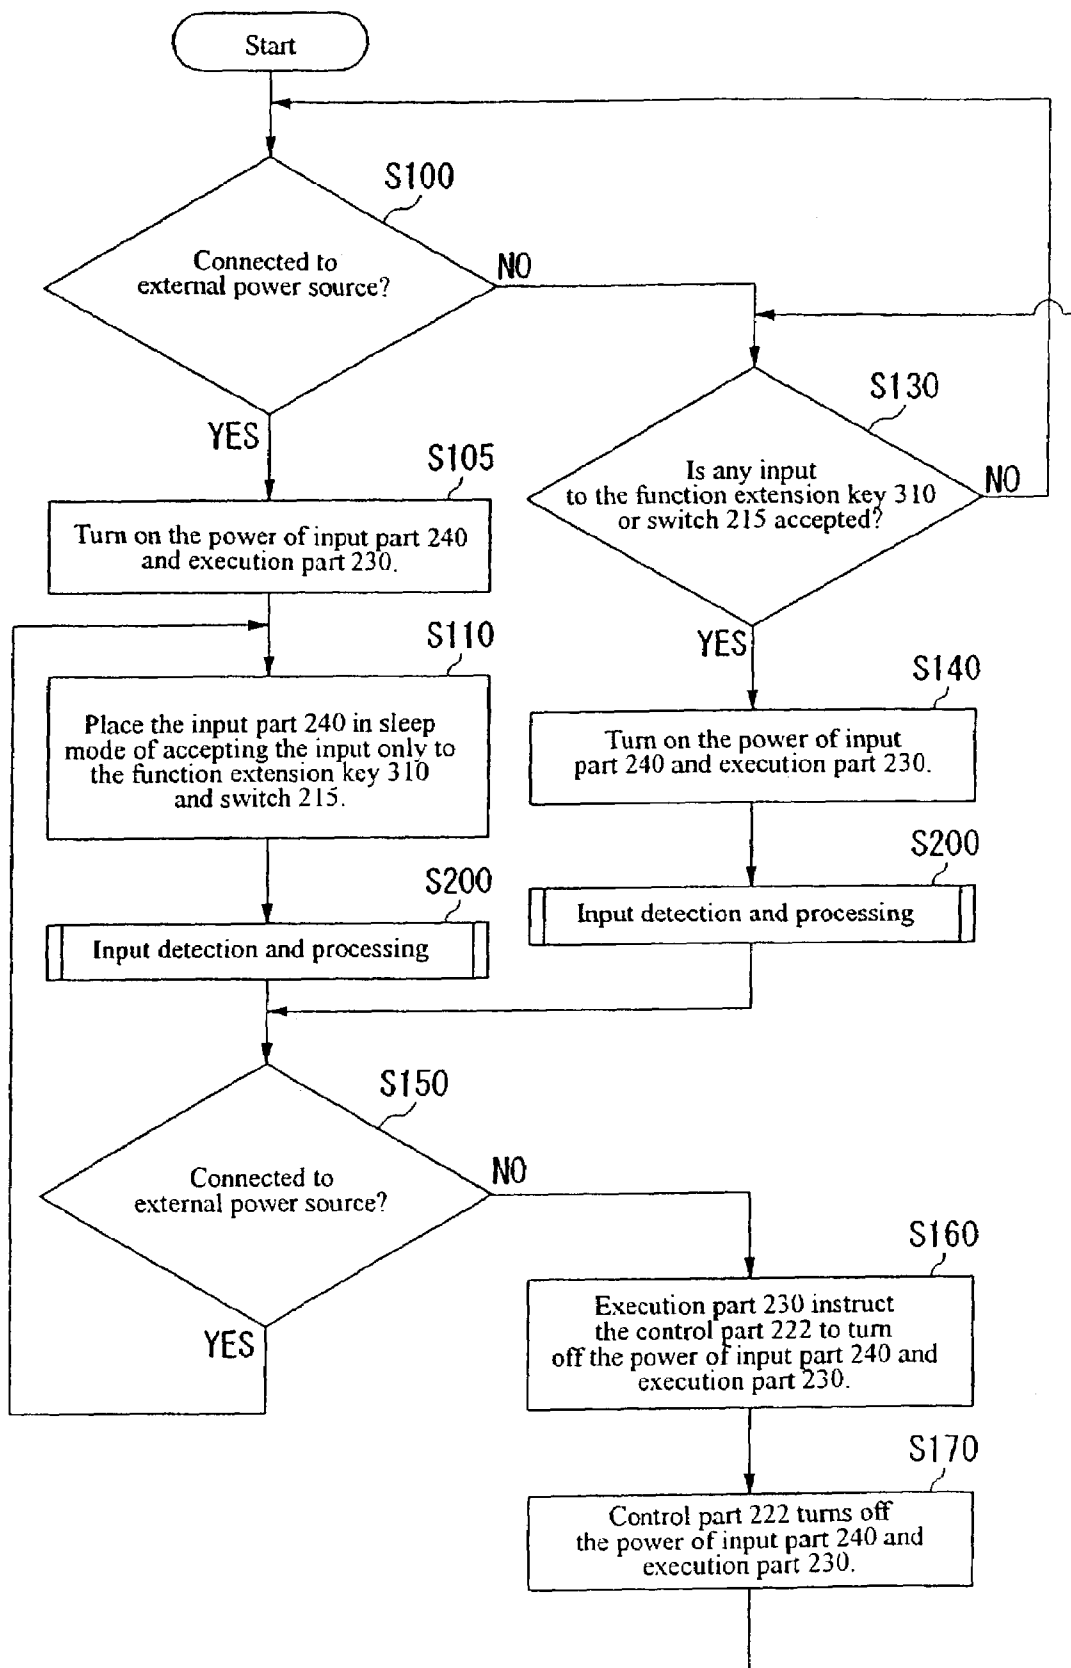 Start
S100
Connected to
external power source?
NO
YES
S130
Is any input
to the function extension key 310
or switch 215 accepted?
NO
YES
S105
Turn on the power of input part 240
and execution part 230.
S110
Place the input part 240 in sleep
mode of accepting the input only to
the function extension key 310
and switch 215.
S140
Turn on the power of input
part 240 and execution part 230.
S200
Input detection and processing
S200
Input detection and processing
S150
Connected to
external power source?
NO
YES
S160
Execution part 230 instruct
the control part 222 to turn
off the power of input part 240 and
execution part 230.
S170
Control part 222 turns off
the power of input part 240 and
execution part 230.